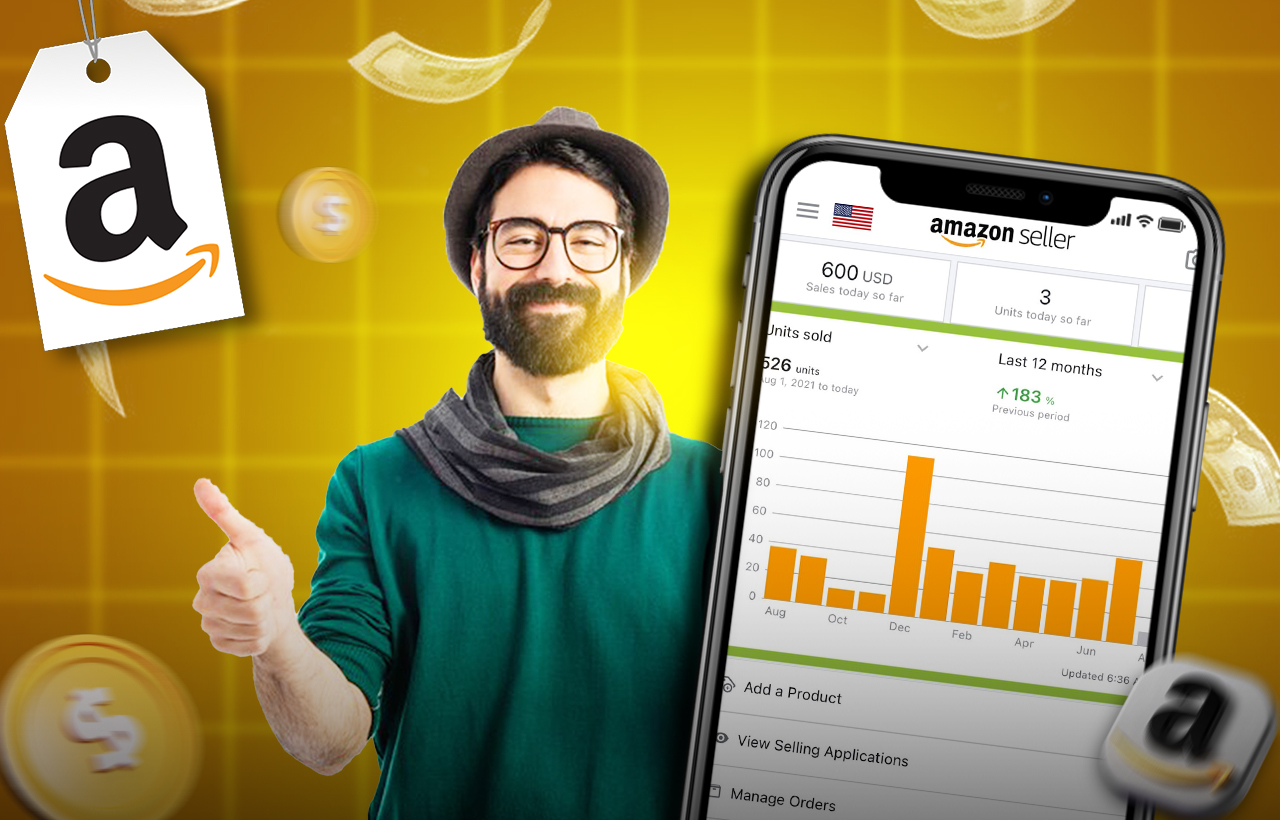 a
amazon seller
600 USD
Sales today so far
3
Units today so far
Units sold
Last 12 months
526 units
Aug 1, 2021 to today
↑183 %
Previous period
120
100
80
60
40
20
0
Aug
Oct
Dec
Feb
Apr
Jun
A
Updated 6:36
Add a Product
View Selling Applications
Manage Orders
a
$
$